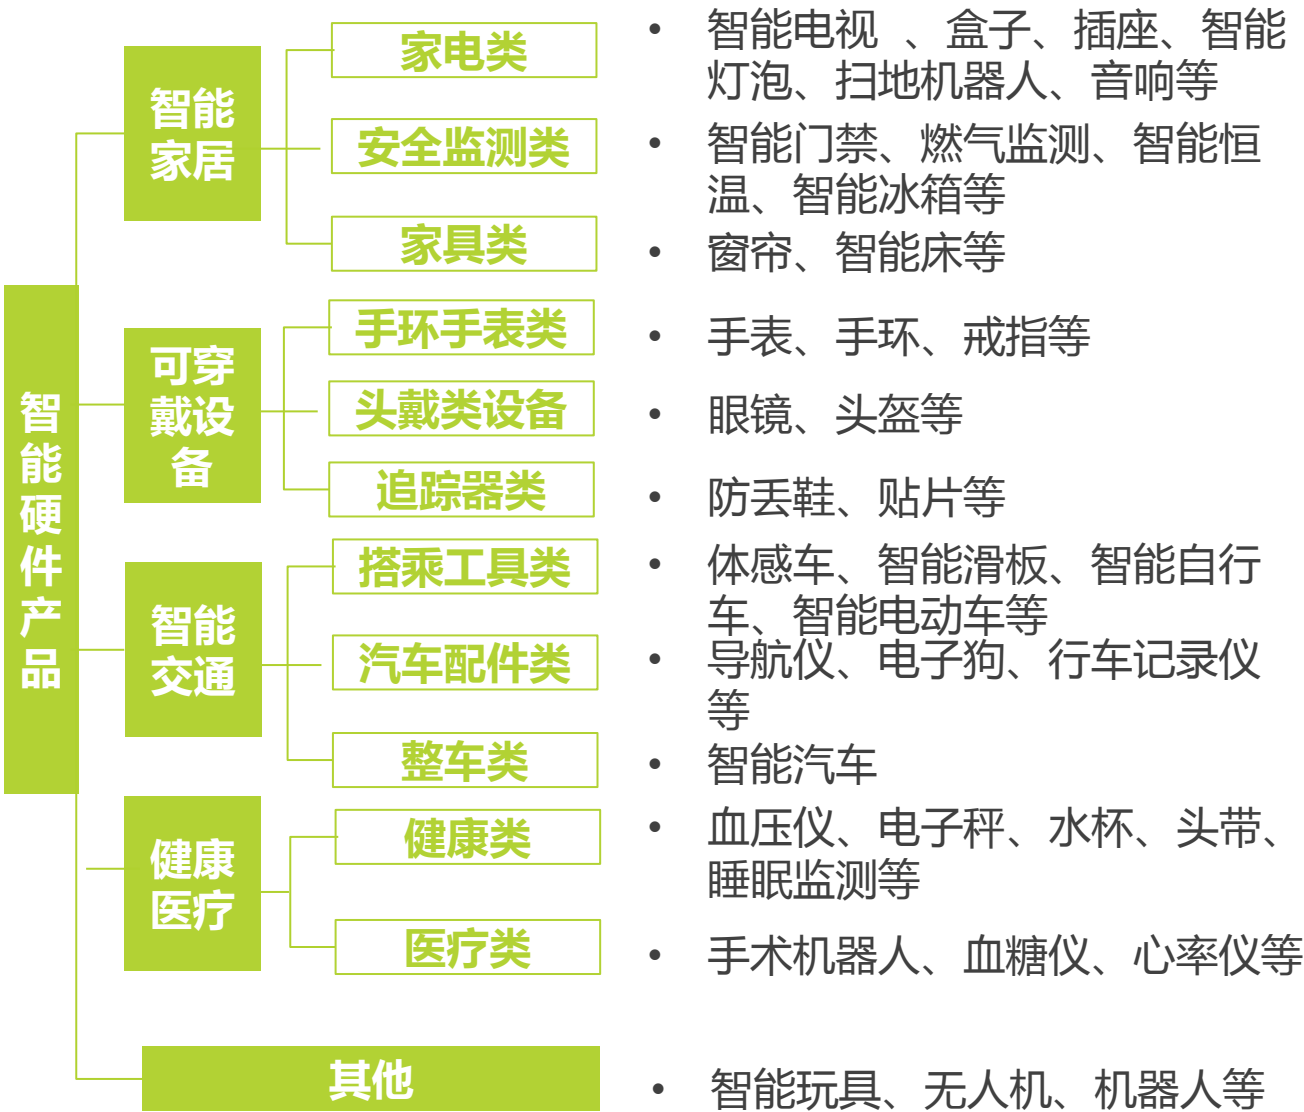 智能硬件产品
智能
家居
家电类
• 智能电视 、盒子、插座、智能
灯泡、扫地机器人、音响等
安全监测类
• 智能门禁、燃气监测、智能恒
温、智能冰箱等
家具类
• 窗帘、智能床等
可穿
戴设
备
手环手表类
• 手表、手环、戒指等
头戴类设备
• 眼镜、头盔等
追踪器类
• 防丢鞋、贴片等
智能
交通
搭乘工具类
• 体感车、智能滑板、智能自行
车、智能电动车等
汽车配件类
• 导航仪、电子狗、行车记录仪
等
整车类
• 智能汽车
健康
医疗
健康类
• 血压仪、电子秤、水杯、头带、
睡眠监测等
医疗类
• 手术机器人、血糖仪、心率仪等
其他
• 智能玩具、无人机、机器人等